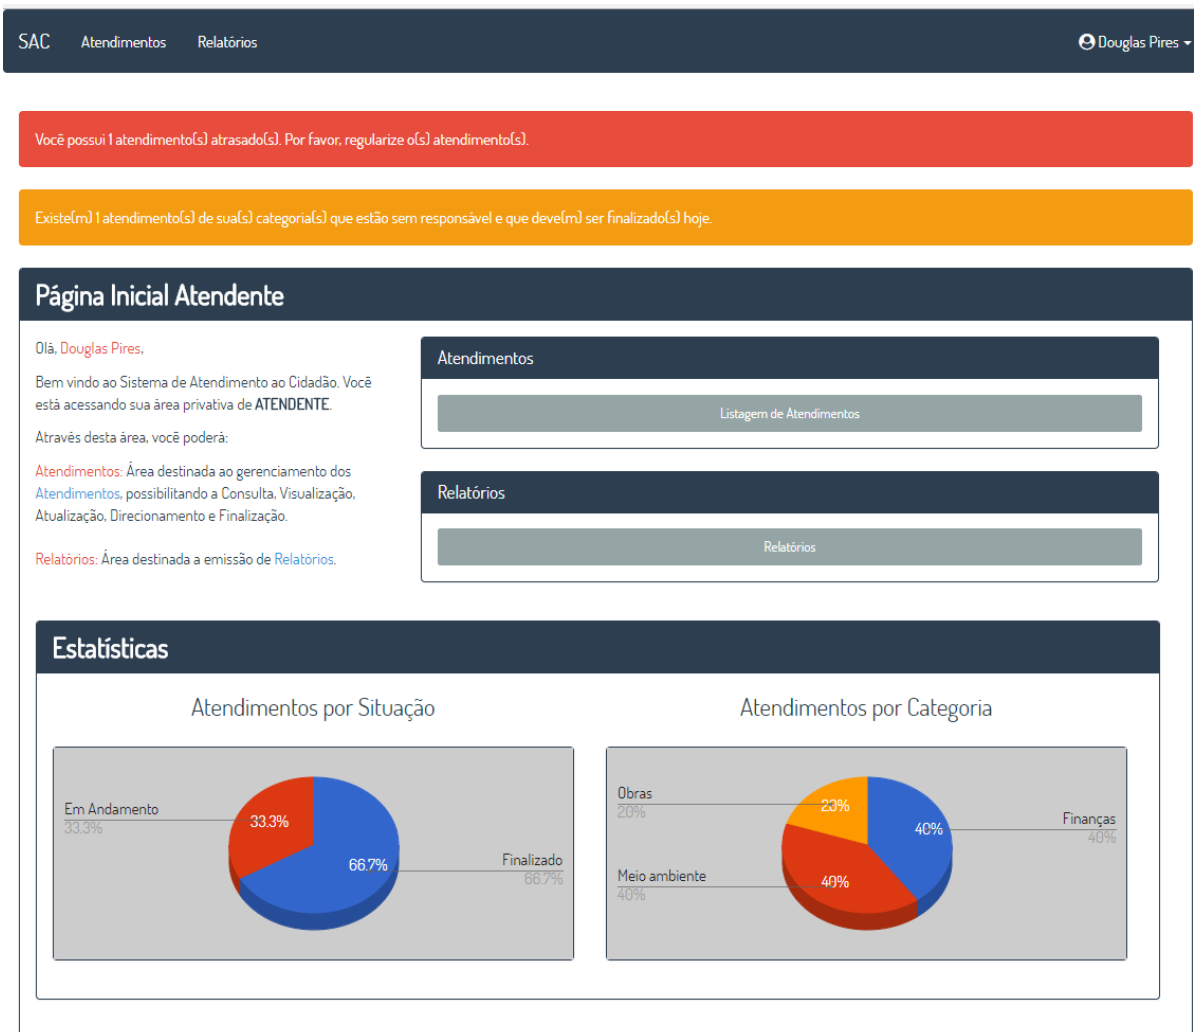 SAC Atendimentos Relatórios Douglas Pires
Você possui 1 atendimento(s) atrasado(s). Por favor, regularize o(s) atendimento(s).
Existe(m) 1 atendimento(s) de sua(s) categoria(s) que estão sem responsável e que deve(m) ser finalizado(s) hoje.
Página Inicial Atendente
Olá, Douglas Pires,
Bem vindo ao Sistema de Atendimento ao Cidadão. Você
está acessando sua área privativa de ATENDENTE.
Através desta área, você poderá:
Atendimentos: Área destinada ao gerenciamento dos
Atendimentos, possibilitando a Consulta, Visualização,
Atualização, Direcionamento e Finalização.
Relatórios: Área destinada a emissão de Relatórios.
Atendimentos
Listagem de Atendimentos
Relatórios
Relatórios
Estatísticas
Atendimentos por Situação
Em Andamento
33.3%
33.3%
66.7%
Finalizado
66.7%
Atendimentos por Categoria
Obras
20%
20%
40%
Finanças
40%
Meio ambiente
40%
40%